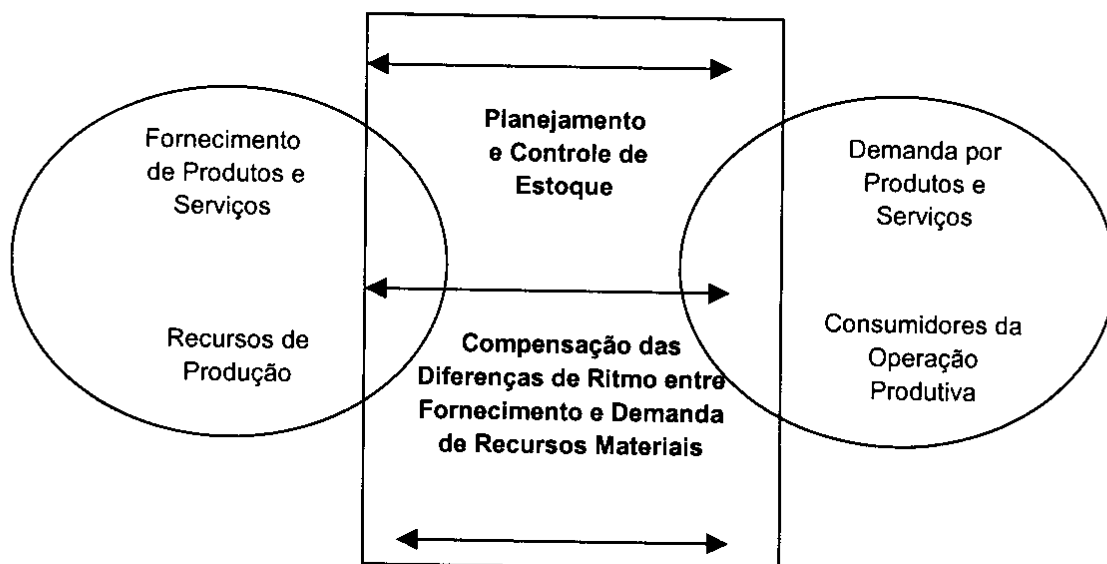 Fornecimento
de Produtos e
Serviços
Recursos de
Produção
Planejamento
e Controle de
Estoque
Compensação das
Diferenças de Ritmo entre
Fornecimento e Demanda
de Recursos Materiais
Demanda por
Produtos e
Serviços
Consumidores da
Operação
Produtiva